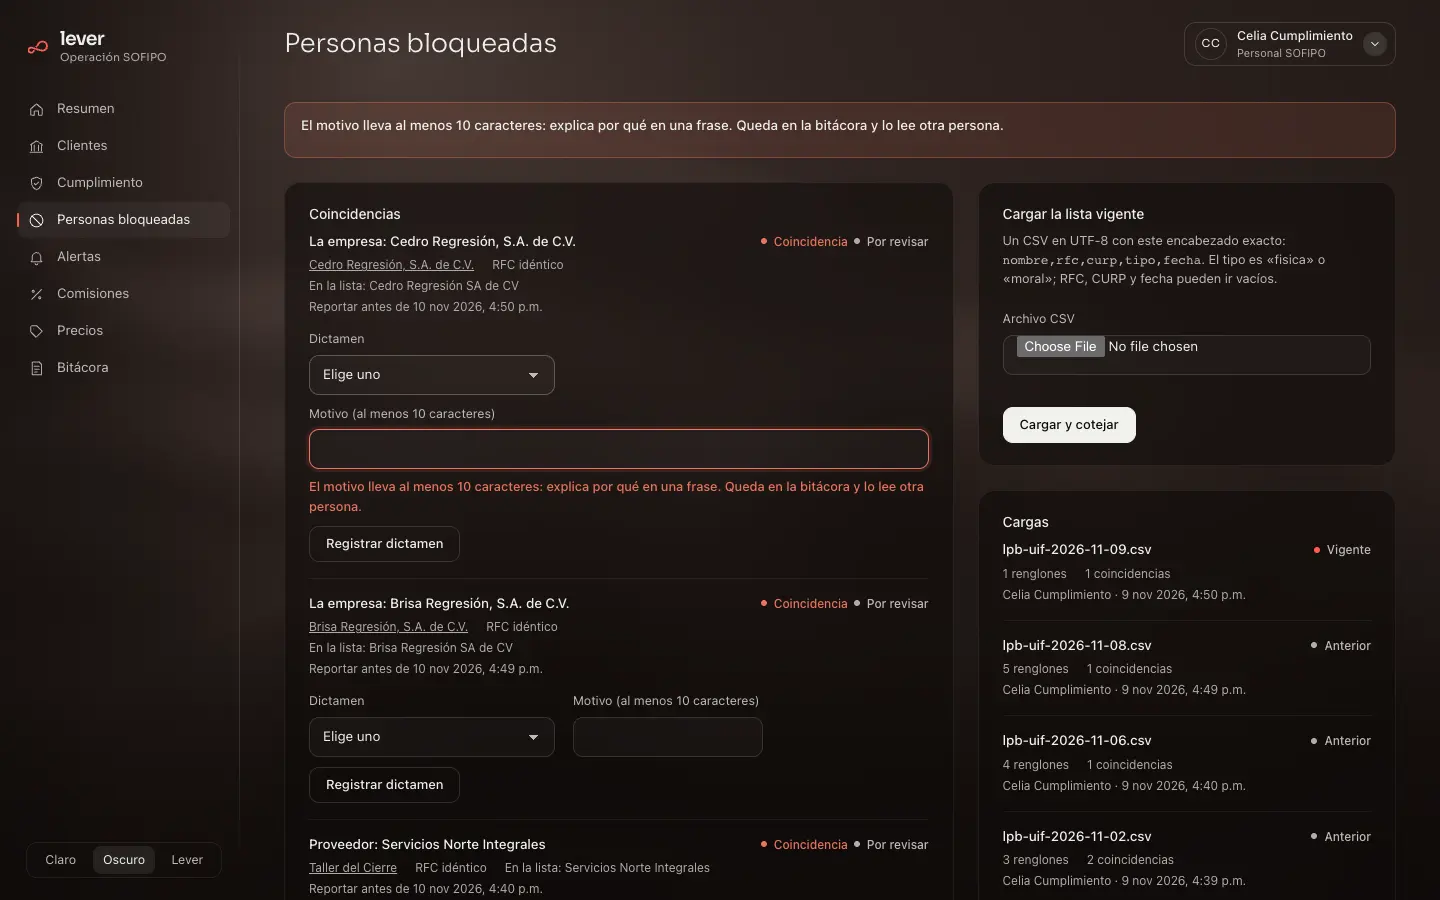 lever
Operación SOFIPO
Resumen
Clientes
Cumplimiento
Personas bloqueadas
Alertas
Comisiones
Precios
Bitácora
Claro
Oscuro
Lever
Personas bloqueadas
CC
Celia Cumplimiento
Personal SOFIPO
El motivo lleva al menos 10 caracteres: explica por qué en una frase. Queda en la bitácora y lo lee otra persona.
Coincidencias
La empresa: Cedro Regresión, S.A. de C.V.
Coincidencia
Por revisar
Cedro Regresión, S.A. de C.V.
RFC idéntico
En la lista: Cedro Regresión SA de CV
Reportar antes de 10 nov 2026, 4:50 p.m.
Dictamen
Elige uno
Motivo (al menos 10 caracteres)
El motivo lleva al menos 10 caracteres: explica por qué en una frase. Queda en la bitácora y lo lee otra
persona.
Registrar dictamen
La empresa: Brisa Regresión, S.A. de C.V.
Coincidencia
Por revisar
Brisa Regresión, S.A. de C.V.
RFC idéntico
En la lista: Brisa Regresión SA de CV
Reportar antes de 10 nov 2026, 4:49 p.m.
Dictamen
Motivo (al menos 10 caracteres)
Elige uno
Registrar dictamen
Proveedor: Servicios Norte Integrales
Coincidencia
Por revisar
Taller del Cierre
RFC idéntico
En la lista: Servicios Norte Integrales
Reportar antes de 10 nov 2026, 4:40 p.m.
Cargar la lista vigente
Un CSV en UTF-8 con este encabezado exacto:
nombre,rfc,curp,tipo,fecha. El tipo es «fisica» o
«moral»; RFC, CURP y fecha pueden ir vacíos.
Archivo CSV
Choose File No file chosen
Cargar y cotejar
Cargas
lpb-uif-2026-11-09.csv
Vigente
1 renglones
1 coincidencias
Celia Cumplimiento · 9 nov 2026, 4:50 p.m.
lpb-uif-2026-11-08.csv
Anterior
5 renglones
1 coincidencias
Celia Cumplimiento · 9 nov 2026, 4:49 p.m.
lpb-uif-2026-11-06.csv
Anterior
4 renglones
1 coincidencias
Celia Cumplimiento · 9 nov 2026, 4:40 p.m.
lpb-uif-2026-11-02.csv
Anterior
3 renglones
2 coincidencias
Celia Cumplimiento · 9 nov 2026, 4:39 p.m.